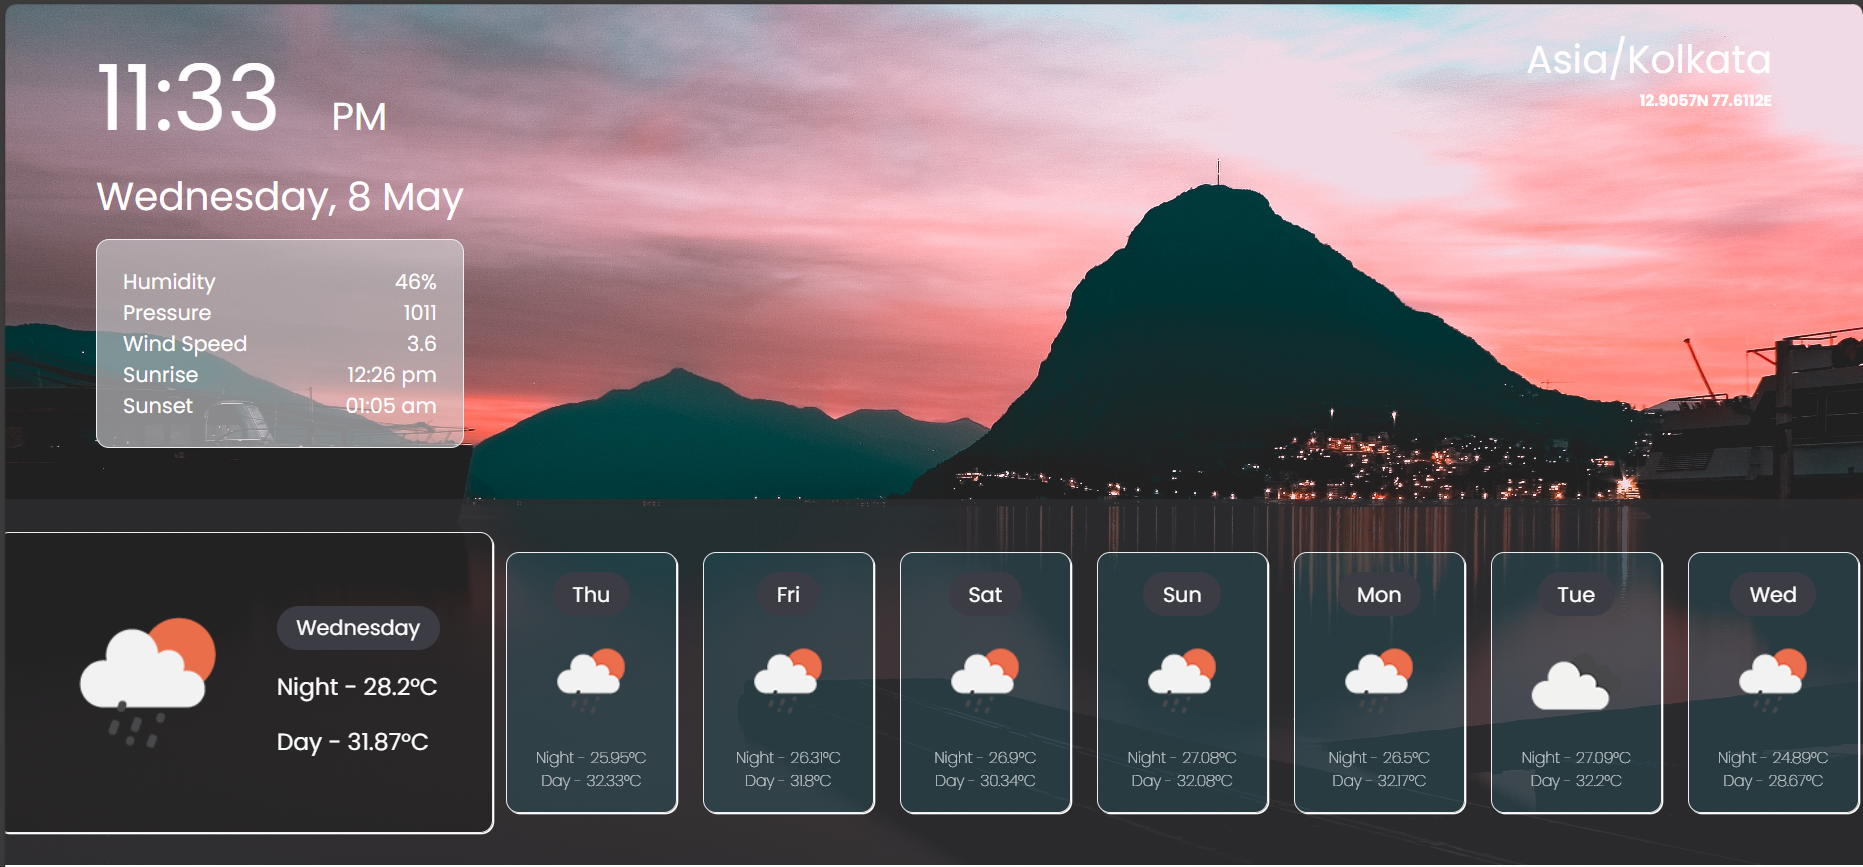 11:33 PM
Asia/Kolkata
12.9057N 77.6112E
Wednesday, 8 May
Humidity 46%
Pressure 1011
Wind Speed 3.6
Sunrise 12:26 pm
Sunset 01:05 am
Wednesday
Night - 28.2°C
Day - 31.87°C
Thu
Night - 25.95°C
Day - 32.33°C
Fri
Night - 26.31°C
Day - 31.8°C
Sat
Night - 26.9°C
Day - 30.34°C
Sun
Night - 27.08°C
Day - 32.08°C
Mon
Night - 26.5°C
Day - 32.17°C
Tue
Night - 27.09°C
Day - 32.2°C
Wed
Night - 24.89°C
Day - 28.67°C